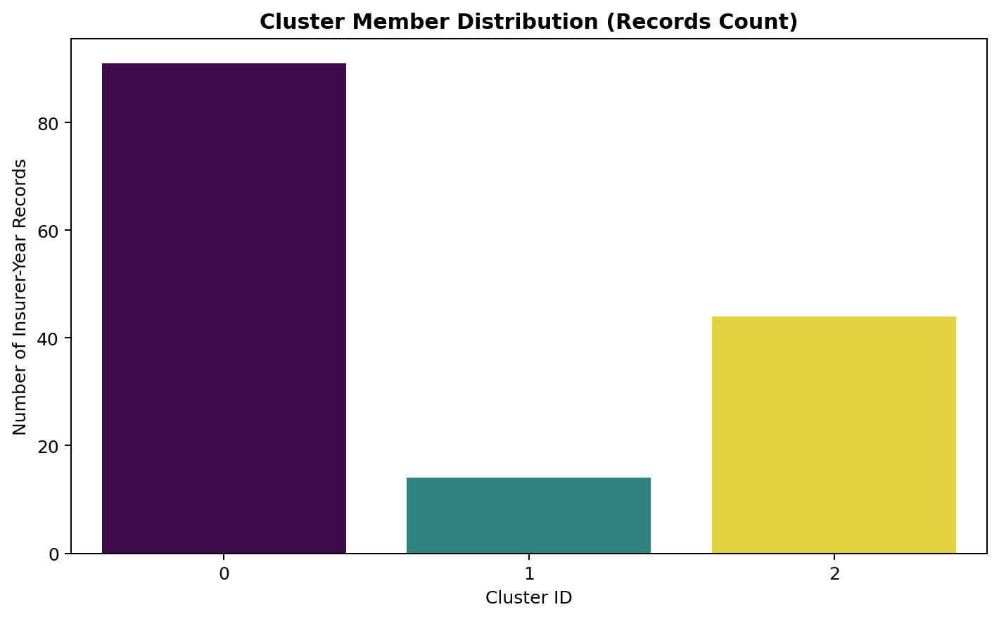 Cluster Member Distribution (Records Count)
Number of Insurer-Year Records
80
60
40
20
0
0 1 2
Cluster ID